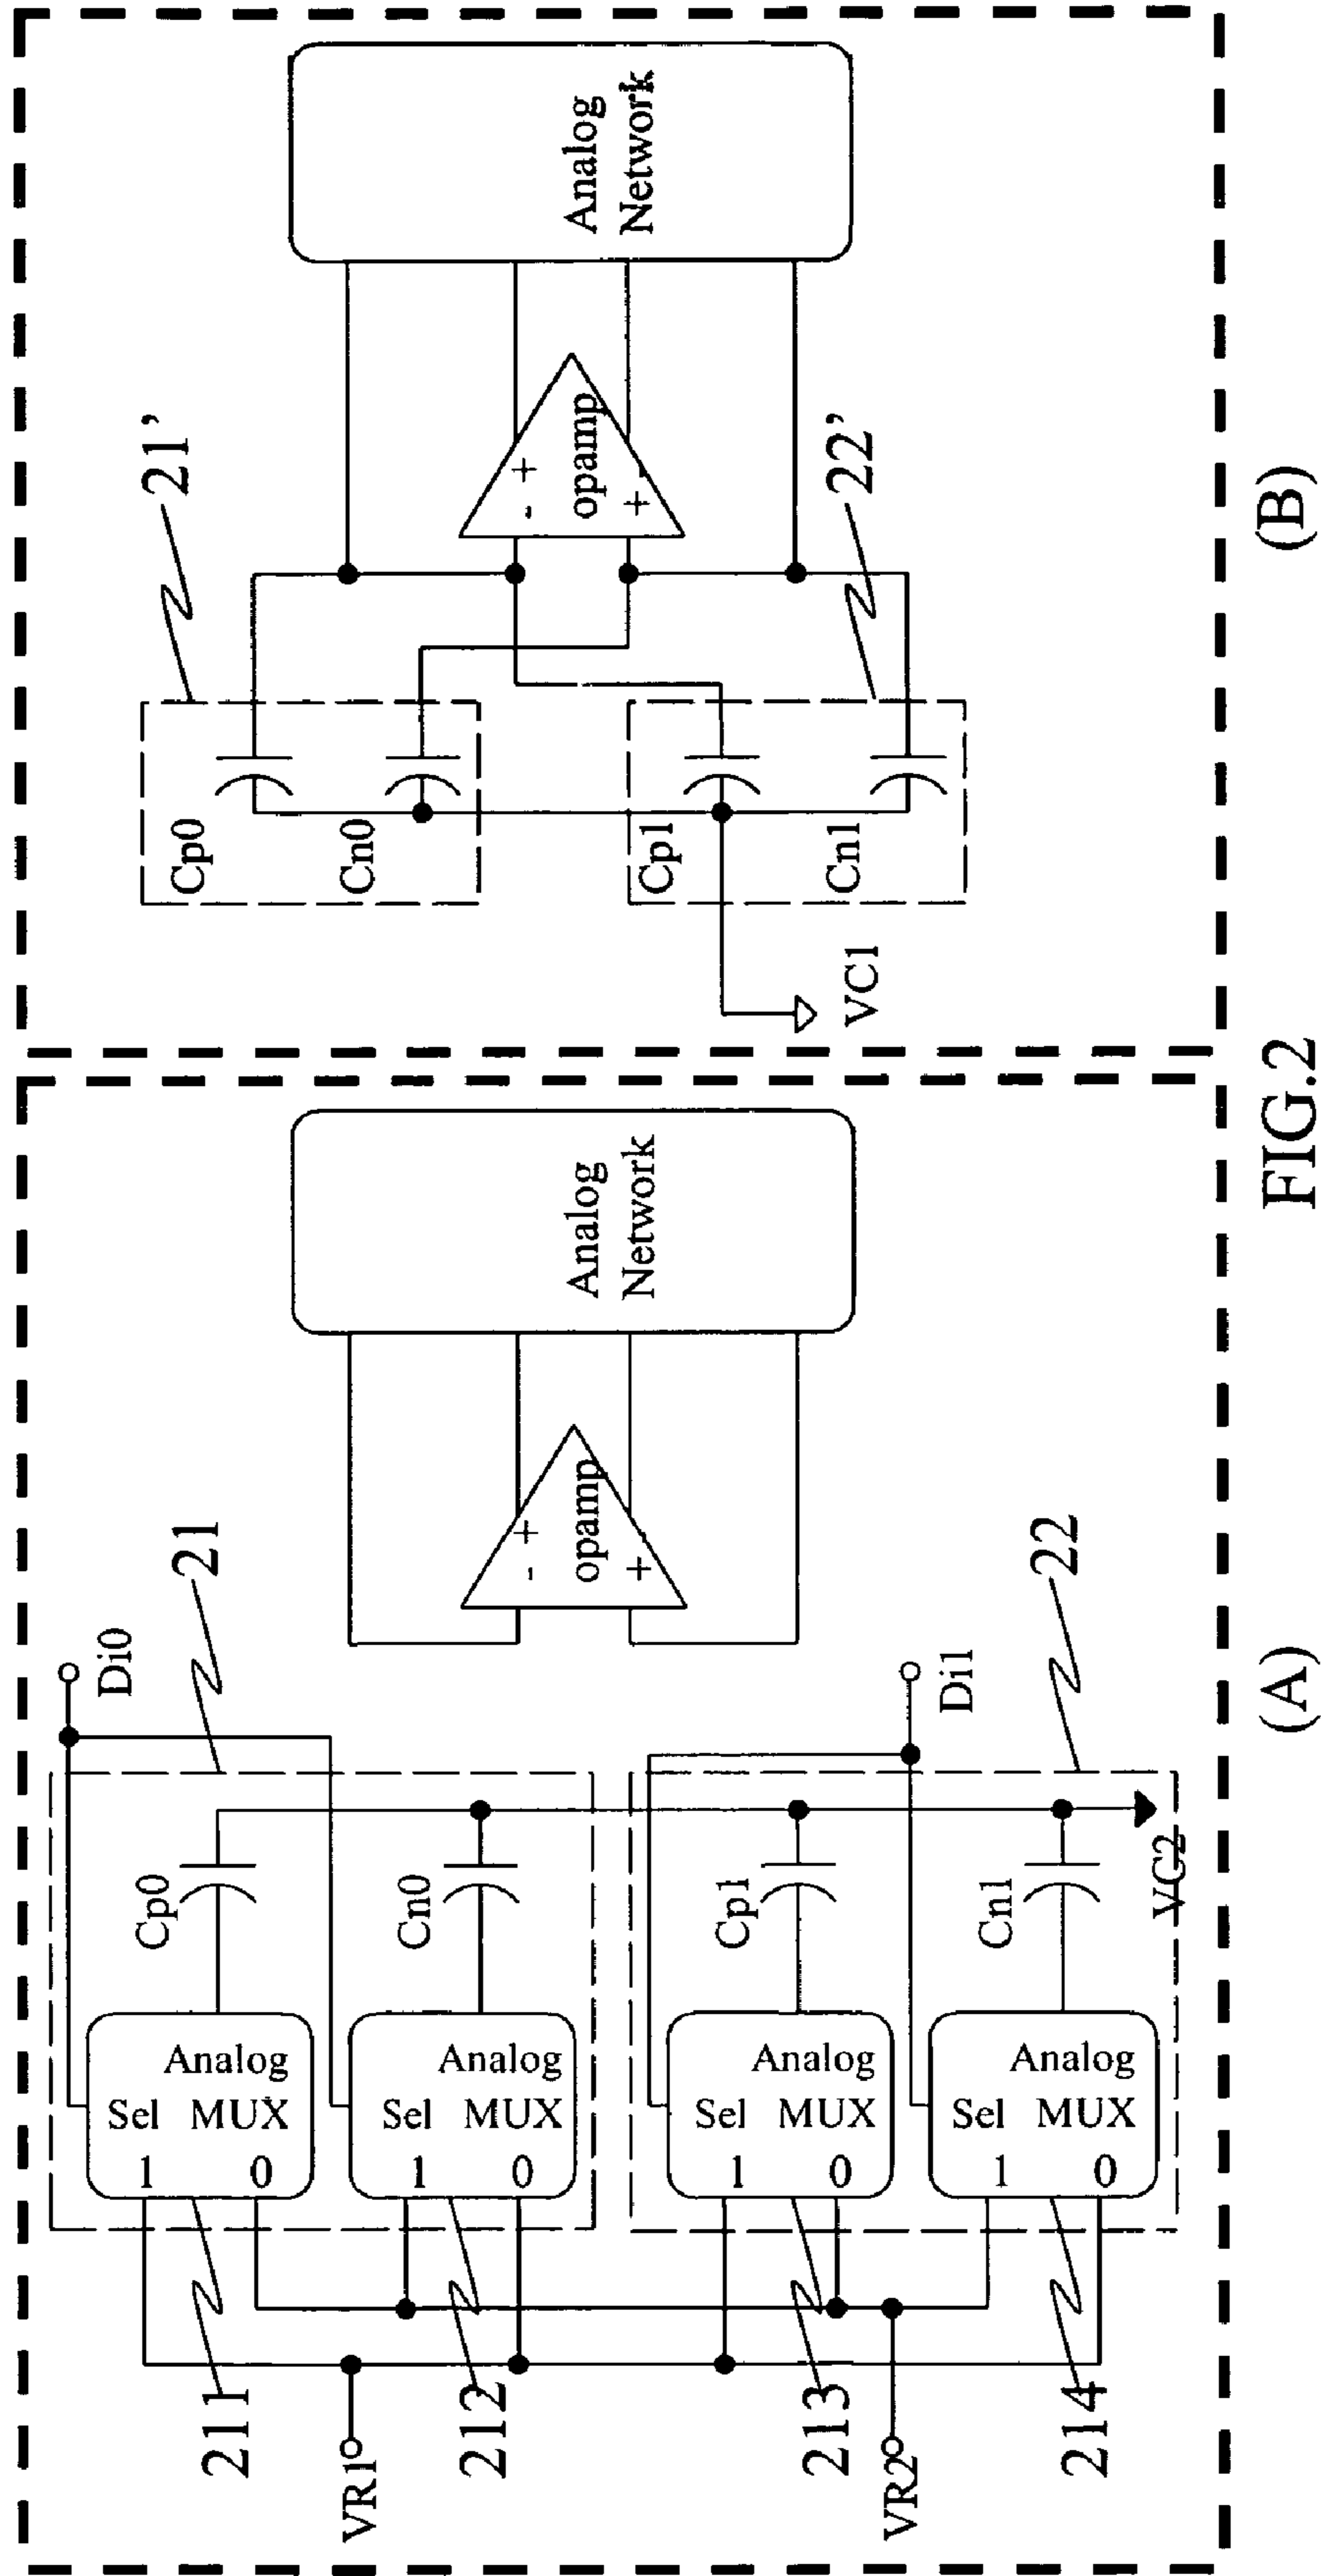 VR1
VR2
211
212
213
214
1
0
Sel
Analog
MUX
1
0
Sel
Analog
MUX
1
0
Sel
Analog
MUX
1
0
Sel
Analog
MUX
Cp0
Cn0
Cp1
Cn1
VC2
Di0
Di1
21
22
- +
opamp
+
Analog
Network
(A)
VC1
Cp0
Cn0
Cp1
Cn1
21’
22’
- +
opamp
+ -
Analog
Network
(B)
FIG.2